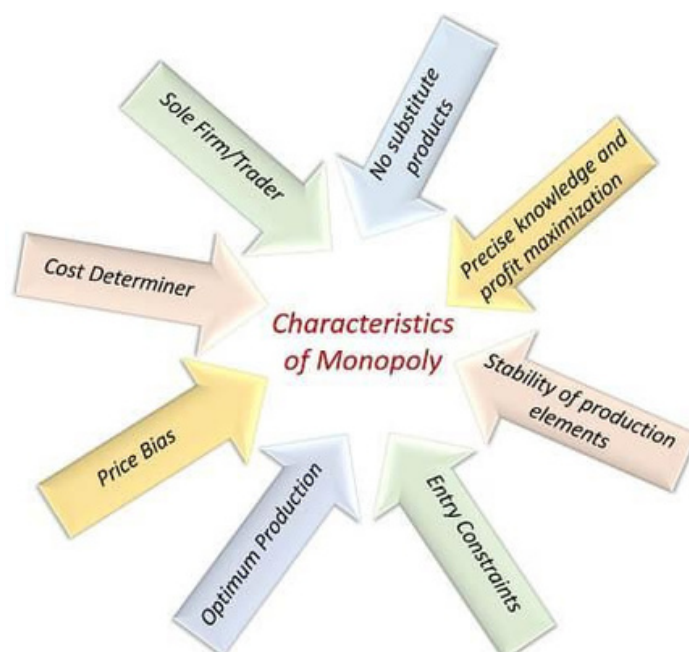 Characteristics
of Monopoly
Sole Firm/Trader
No substitute
products
Precise knowledge and
profit maximization
Stability of production
elements
Entry Constraints
Optimum Production
Price Bias
Cost Determiner